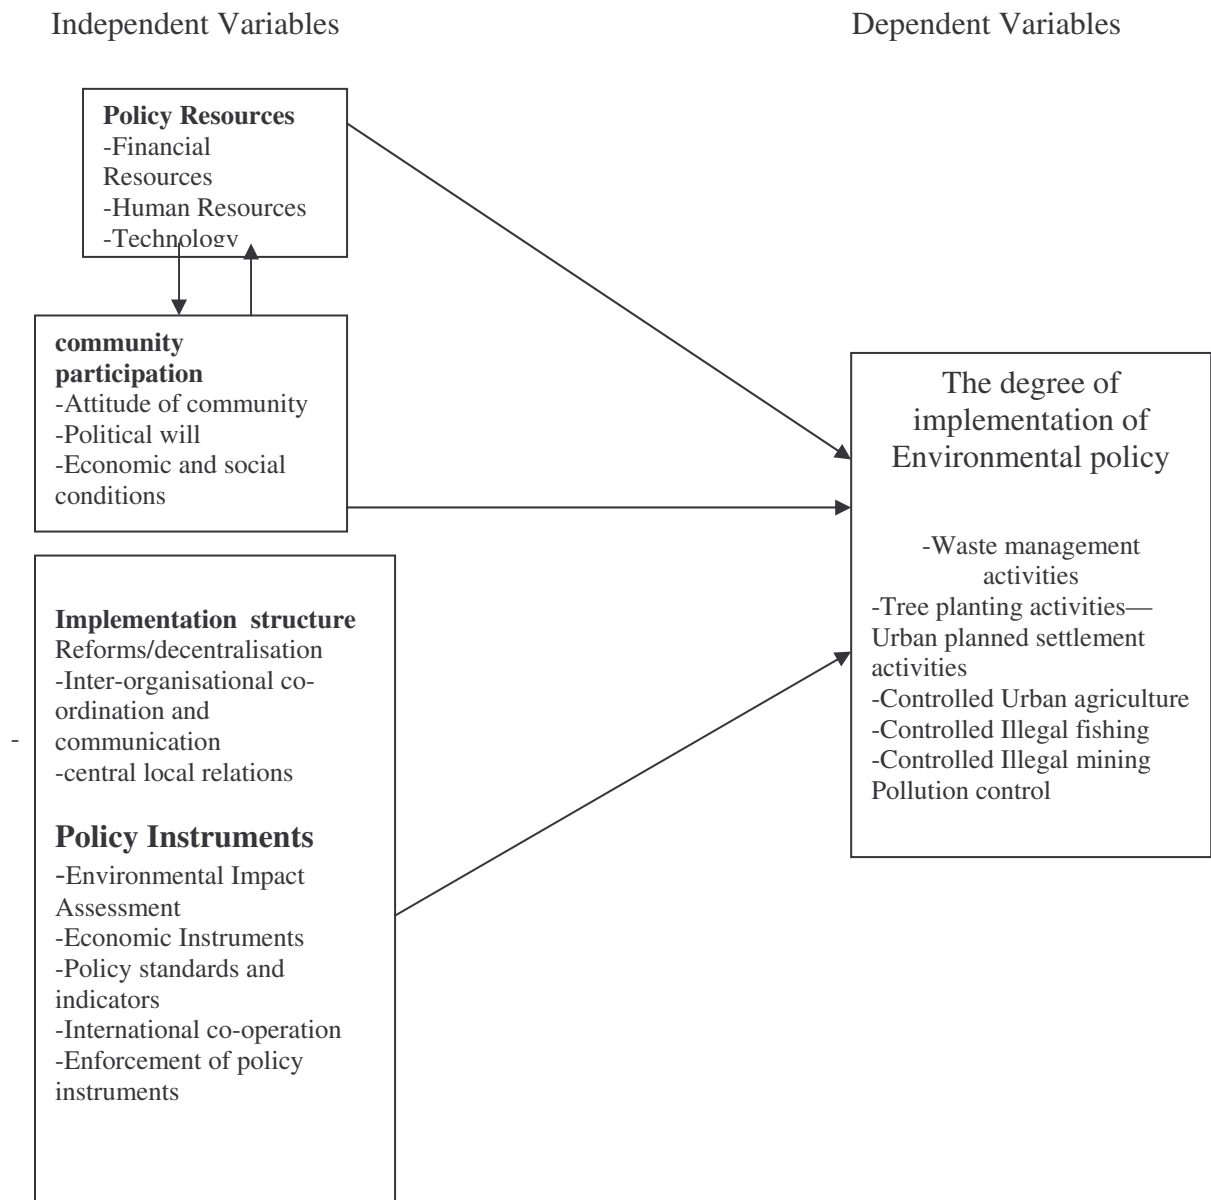 Independent Variables
Dependent Variables
Policy Resources
-Financial
Resources
-Human Resources
-Technology
community
participation
-Attitude of community
-Political will
-Economic and social
conditions
Implementation structure
Reforms/decentralisation
-Inter-organisational co-
ordination and
communication
-central local relations
-
Policy Instruments
-Environmental Impact
Assessment
-Economic Instruments
-Policy standards and
indicators
-International co-operation
-Enforcement of policy
instruments
The degree of
implementation of
Environmental policy
-Waste management
activities
-Tree planting activities—
Urban planned settlement
activities
-Controlled Urban agriculture
-Controlled Illegal fishing
-Controlled Illegal mining
Pollution control